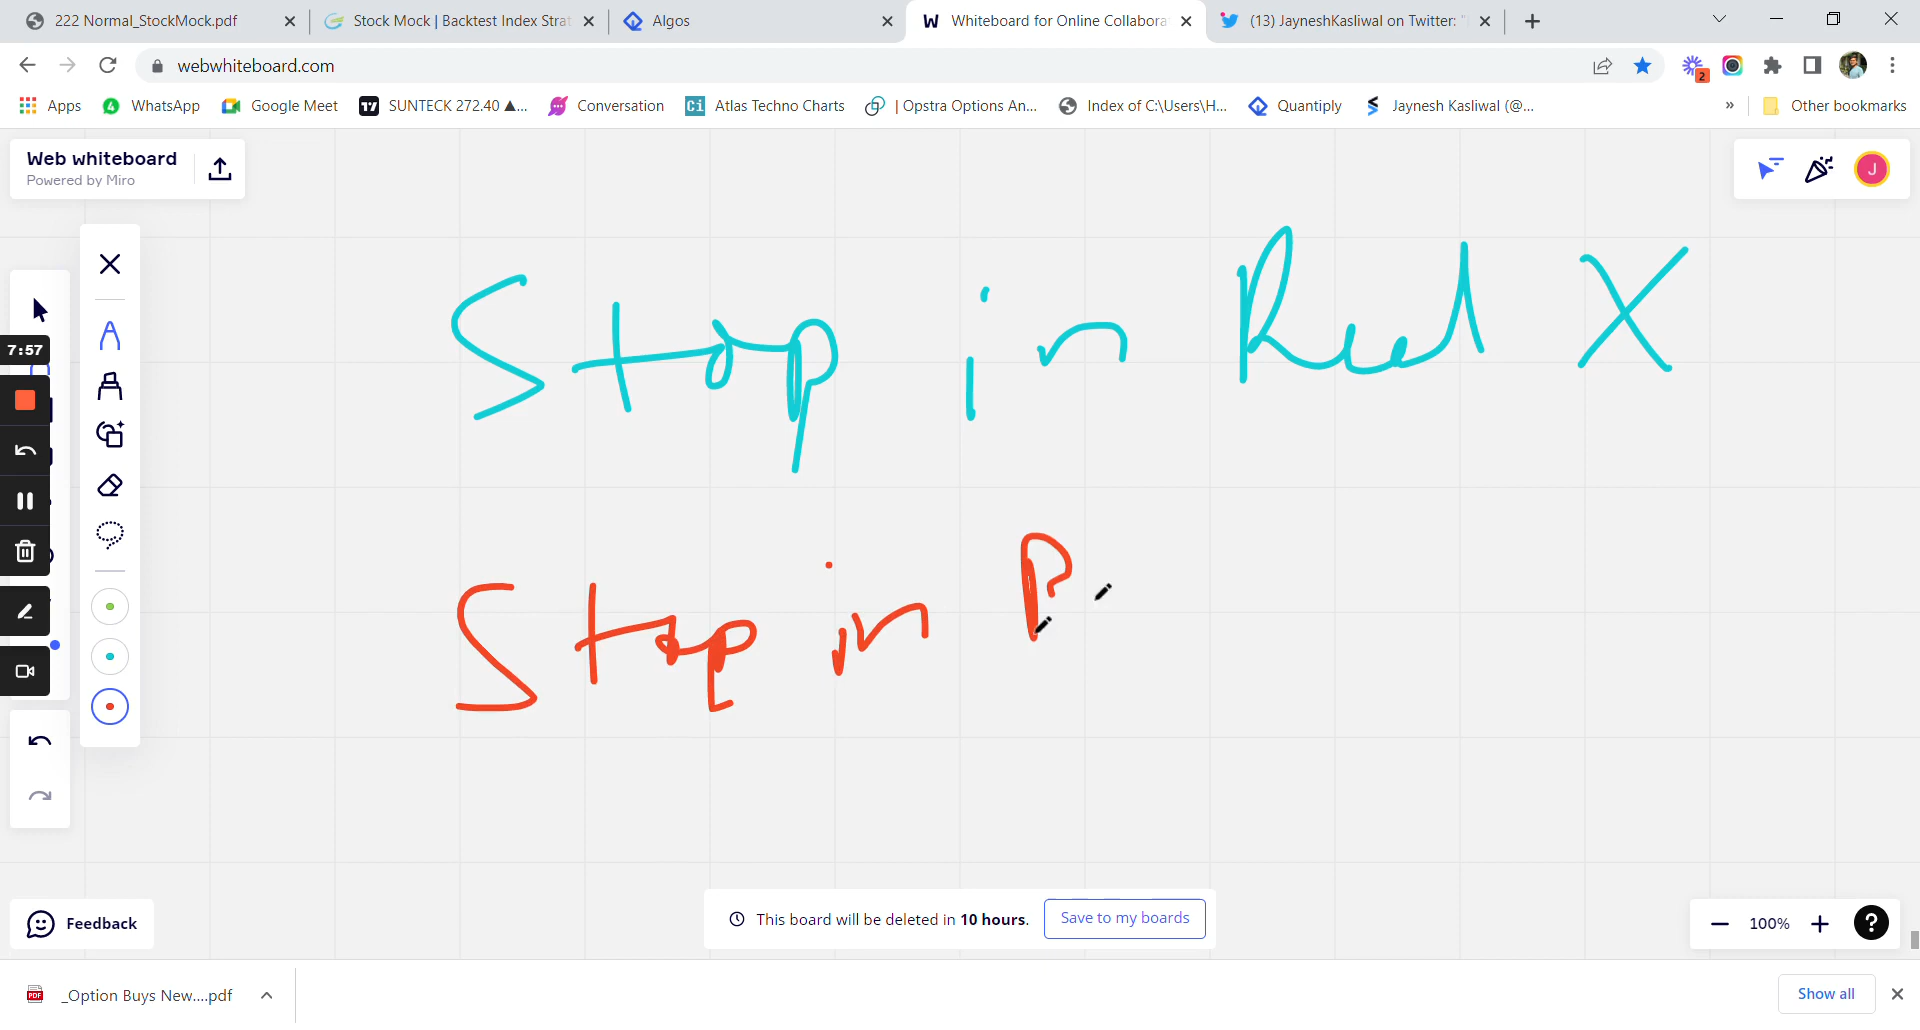 222 Normal_StockMock.pdf
Stock Mock | Backtest Index Strat
Algos
Whiteboard for Online Collabora
(13) JayneshKasliwal on Twitter: "
webwhiteboard.com
2
Apps
WhatsApp
Google Meet
SUNTECK 272.40 ▲...
Conversation
Atlas Techno Charts
| Opstra Options An...
Index of C:\Users\H...
Quantiply
Jaynesh Kasliwal (@...
»
Other bookmarks
Web whiteboard
Powered by Miro
J
Stop in Real X
7:57
Stop in P
Feedback
This board will be deleted in 10 hours.
Save to my boards
100%
?
_Option Buys New....pdf
Show all